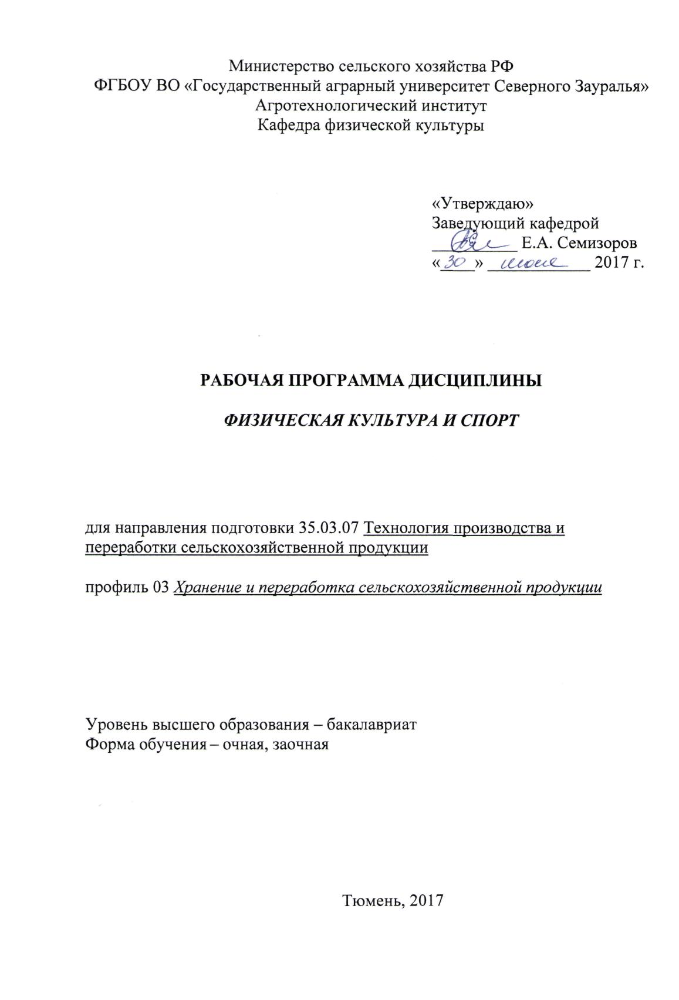 Министерство сельского хозяйства РФ
ФГБОУ ВО «Государственный аграрный университет Северного Зауралья»
Агротехнологический институт
Кафедра физической культуры
«Утверждаю»
Заведующий кафедрой
Е.А. Семизоров
«30» июня 2017 г.
РАБОЧАЯ ПРОГРАММА ДИСЦИПЛИНЫ
ФИЗИЧЕСКАЯ КУЛЬТУРА И СПОРТ
для направления подготовки 35.03.07 Технология производства и
переработки сельскохозяйственной продукции
профиль 03 Хранение и переработка сельскохозяйственной продукции
Уровень высшего образования – бакалавриат
Форма обучения – очная, заочная
Тюмень, 2017